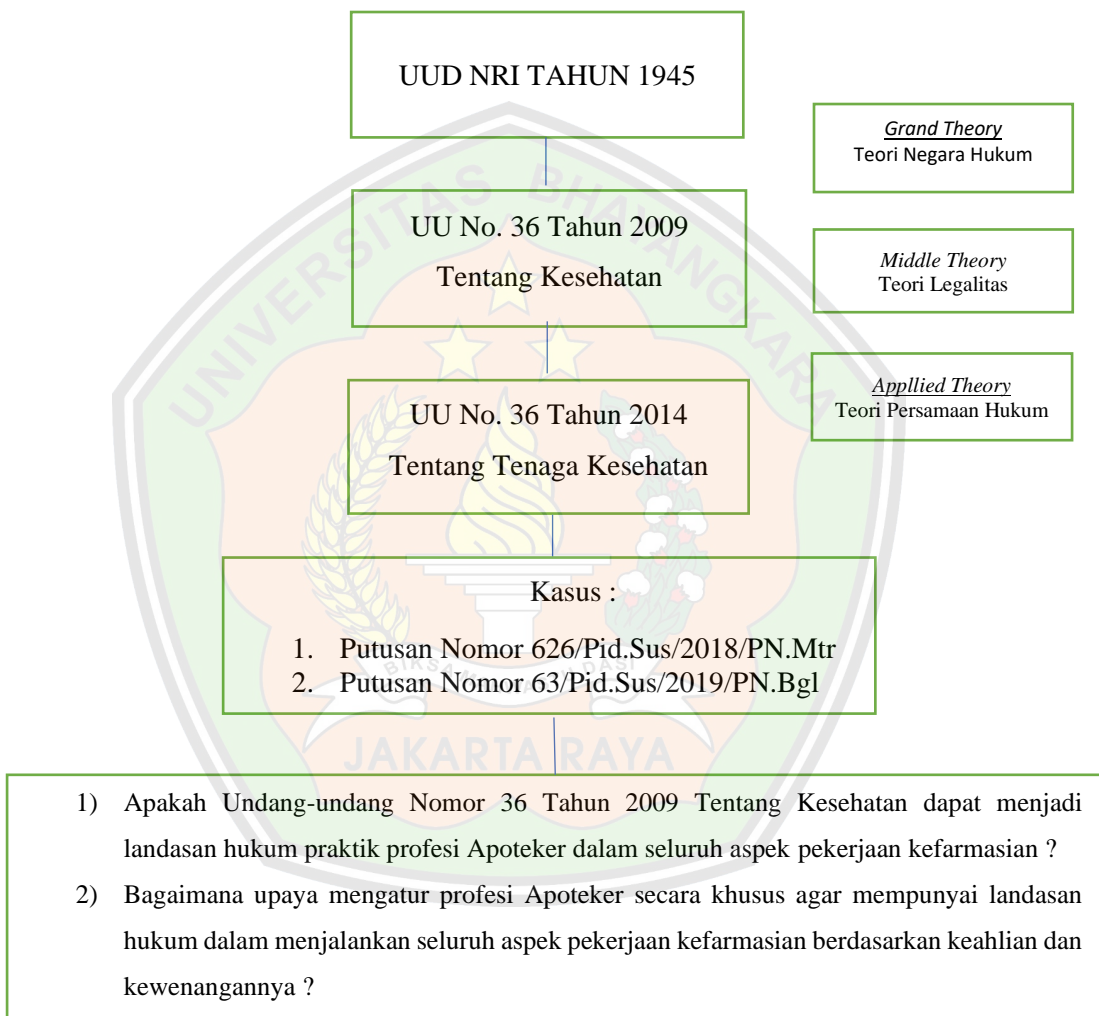 UUD NRI TAHUN 1945
Grand Theory
Teori Negara Hukum
UU No. 36 Tahun 2009
Tentang Kesehatan
Middle Theory
Teori Legalitas
UU No. 36 Tahun 2014
Tentang Tenaga Kesehatan
Appllied Theory
Teori Persamaan Hukum
Kasus :
1. Putusan Nomor 626/Pid.Sus/2018/PN.Mtr
2. Putusan Nomor 63/Pid.Sus/2019/PN.Bgl
1) Apakah Undang-undang Nomor 36 Tahun 2009 Tentang Kesehatan dapat menjadi
landasan hukum praktik profesi Apoteker dalam seluruh aspek pekerjaan kefarmasian ?
2) Bagaimana upaya mengatur profesi Apoteker secara khusus agar mempunyai landasan
hukum dalam menjalankan seluruh aspek pekerjaan kefarmasian berdasarkan keahlian dan
kewenangannya ?
UNIVERSITAS BHAYANGKARA
JAKARTA RAYA